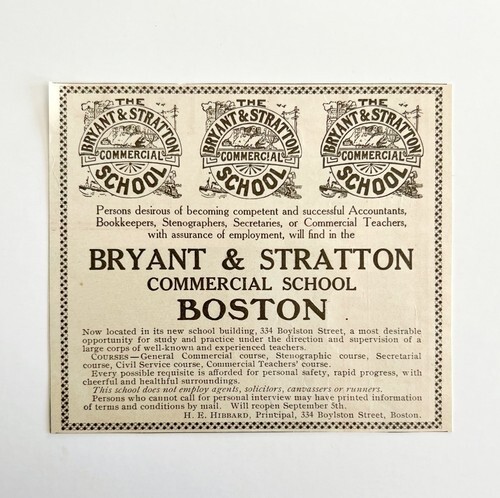 THE
BRYANT & STRATTON
COMMERCIAL
SCHOOL
THE
BRYANT & STRATTON
COMMERCIAL
SCHOOL
THE
BRYANT & STRATTON
COMMERCIAL
SCHOOL
Persons desirous of becoming competent and successful Accountants,
Bookkeepers, Stenographers, Secretaries, or Commercial Teachers,
with assurance of employment, will find in the
BRYANT & STRATTON
COMMERCIAL SCHOOL
BOSTON
Now located in its new school building, 334 Boylston Street, a most desirable
opportunity for study and practice under the direction and supervision of a
large corps of well-known and experienced teachers.
COURSES—General Commercial course, Stenographic course, Secretarial
course, Civil Service course, Commercial Teachers' course.
Every possible requisite is afforded for personal safety, rapid progress, with
cheerful and healthful surroundings.
This school does not employ agents, solicitors, canvassers or runners.
Persons who cannot call for personal interview may have printed information
of terms and conditions by mail. Will reopen September 5th.
H. E. HIBBARD, Principal, 334 Boylston Street, Boston.